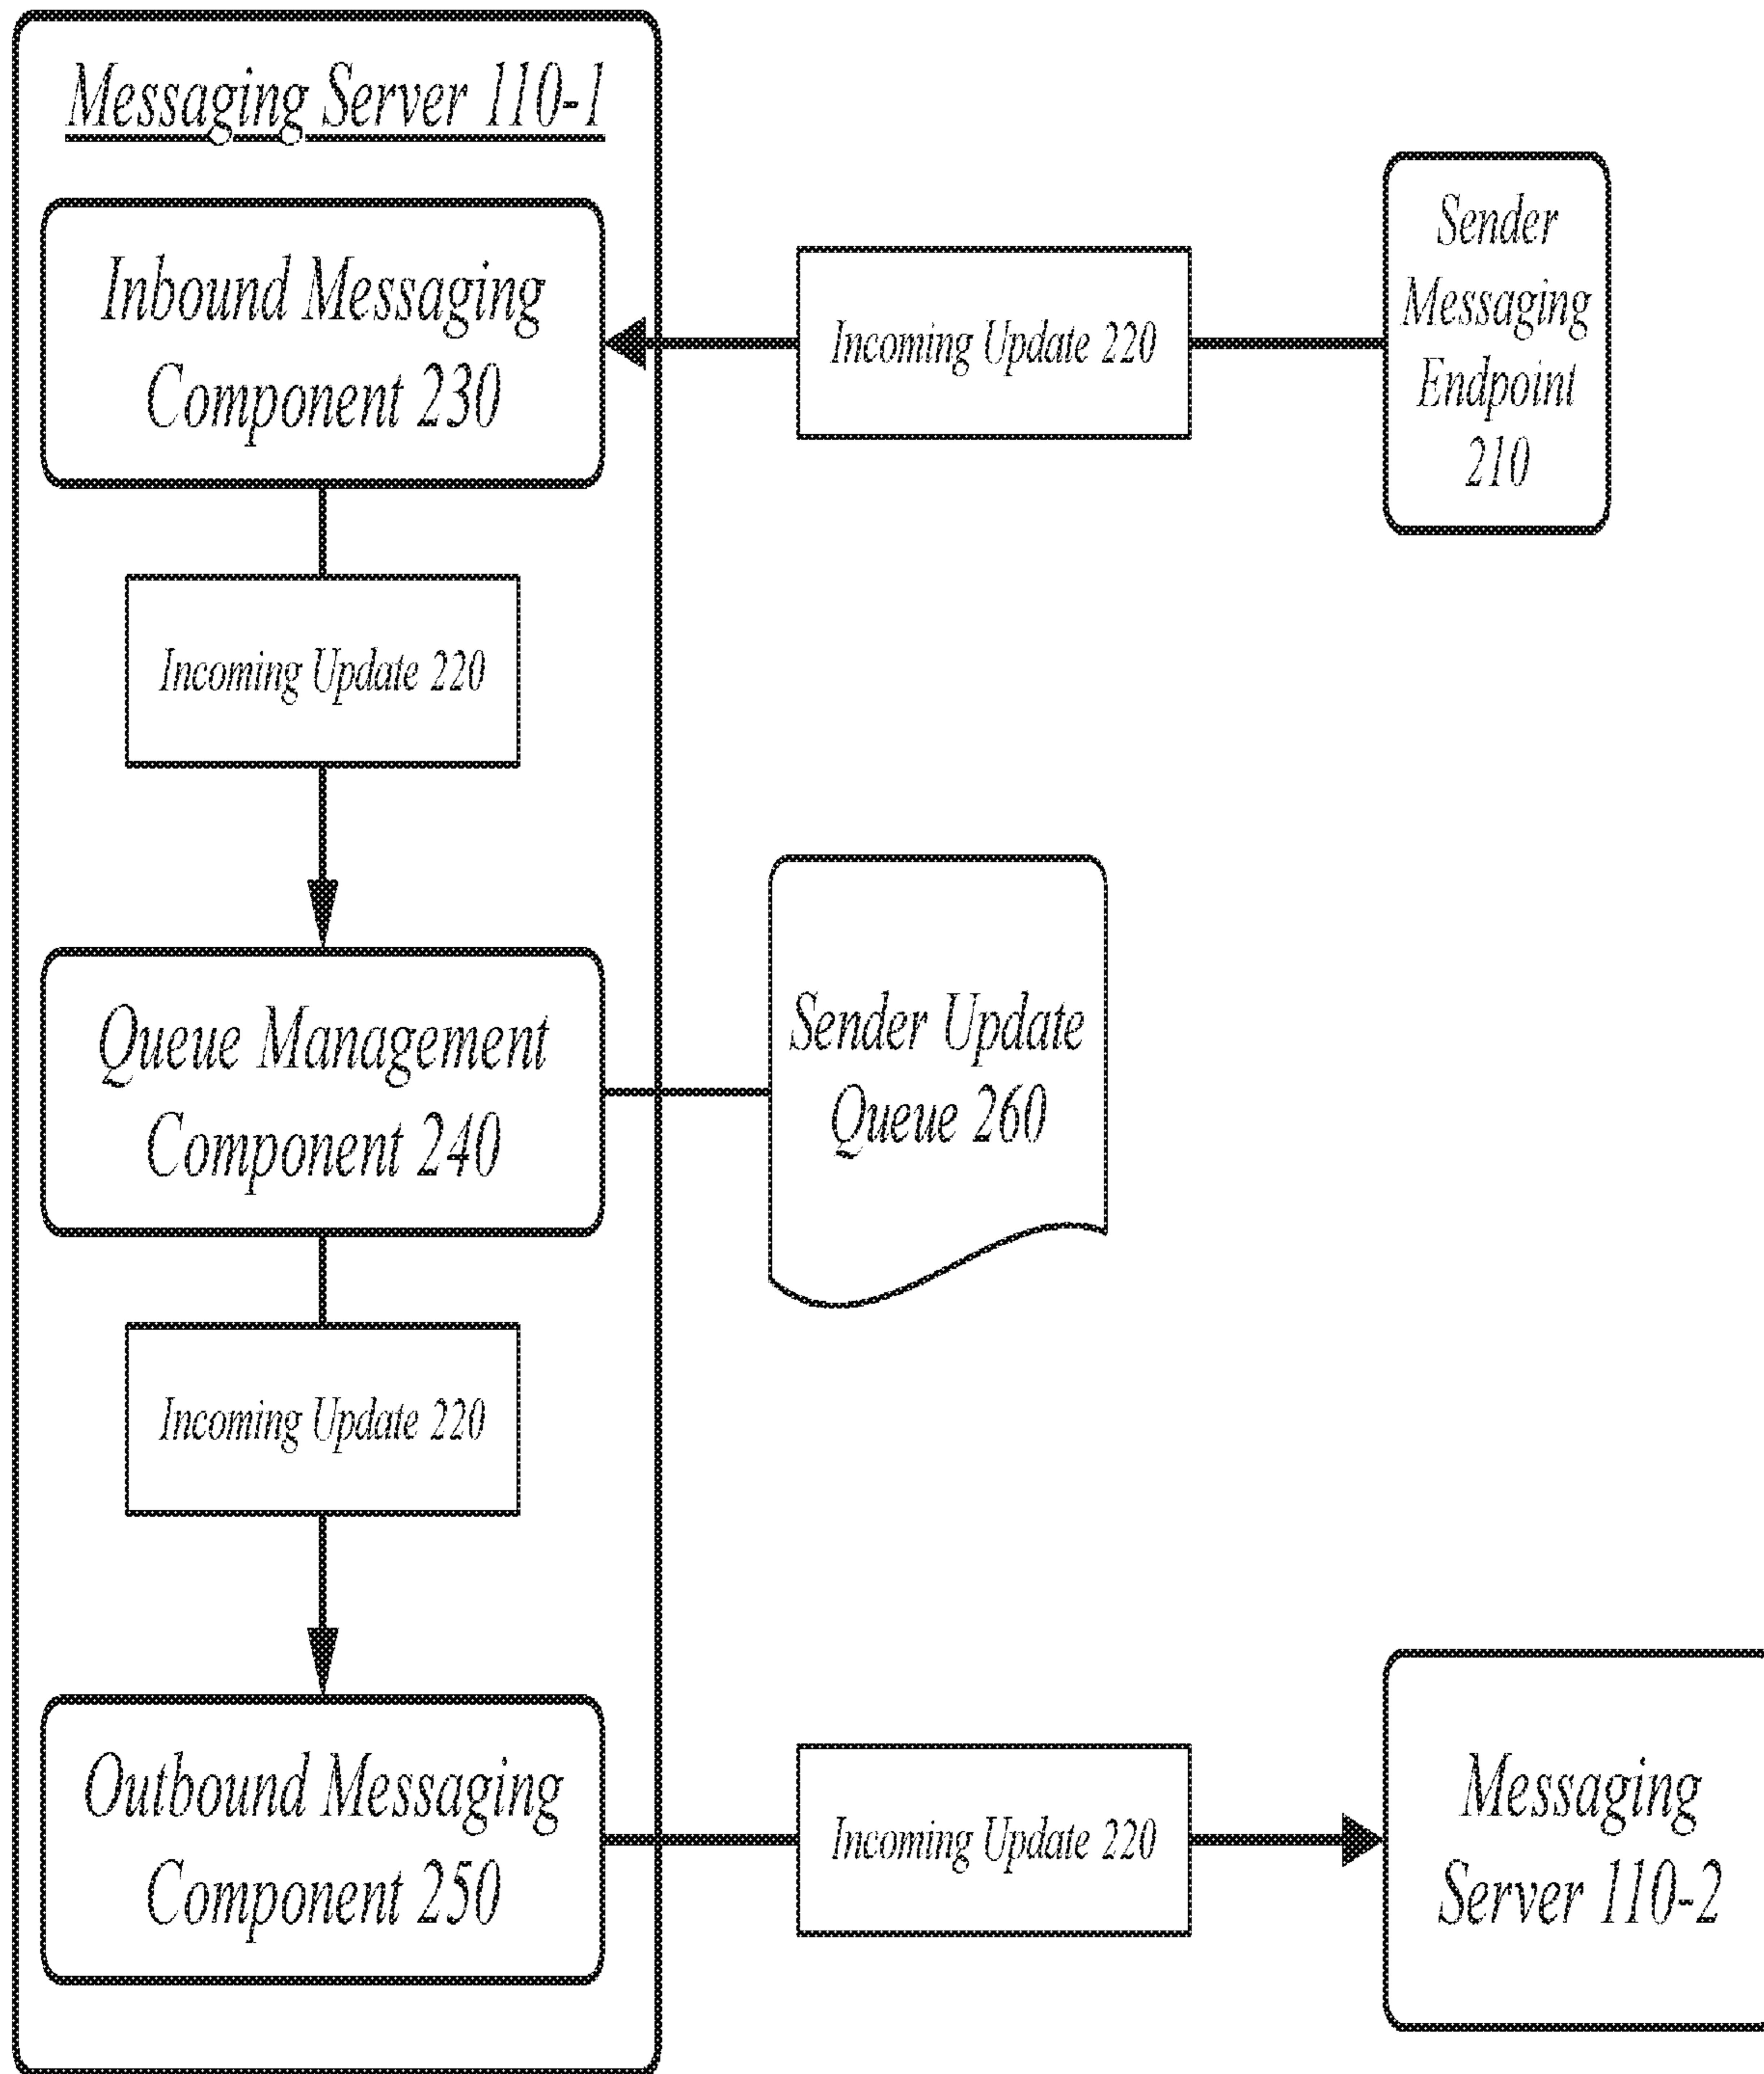 Messaging Server 110-1
Inbound Messaging
Component 230
Incoming Update 220
Sender
Messaging
Endpoint
210
Incoming Update 220
Queue Management
Component 240
Sender Update
Queue 260
Incoming Update 220
Outbound Messaging
Component 250
Incoming Update 220
Messaging
Server 110-2